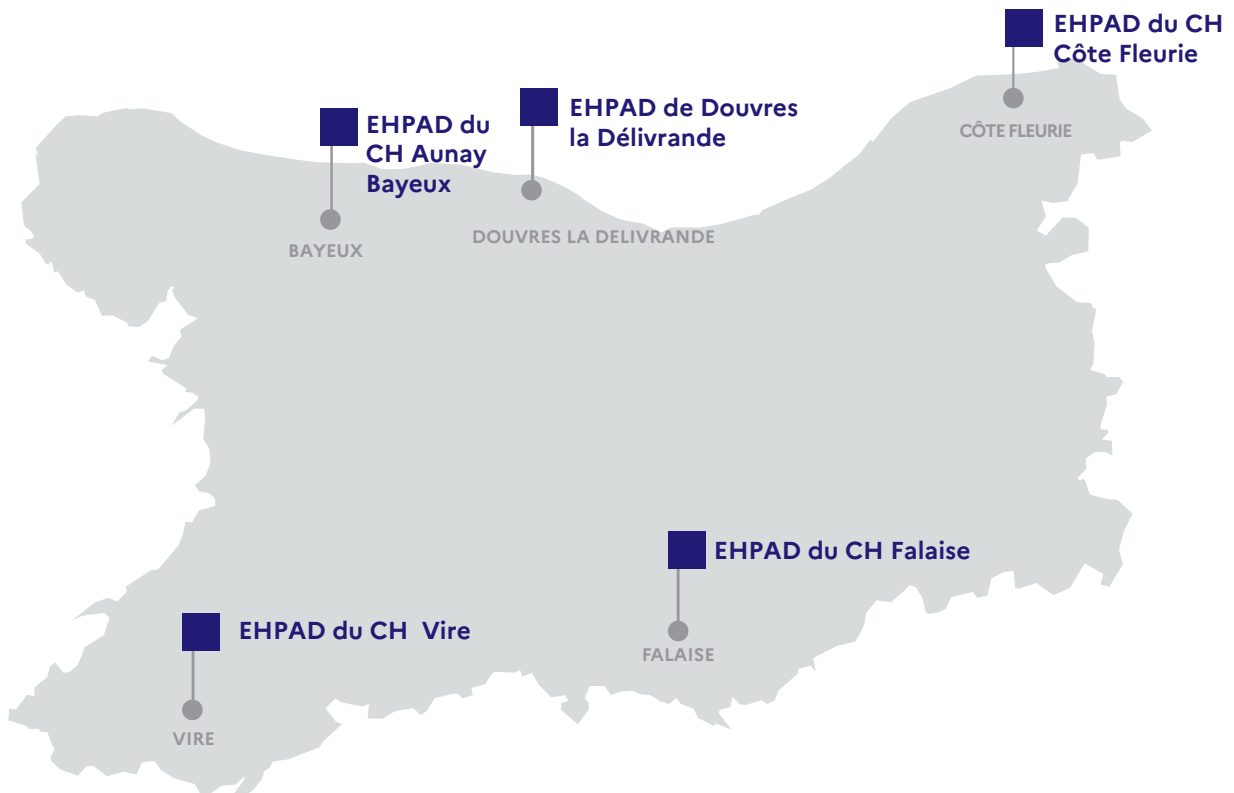 EHPAD du CH
Côte Fleurie
CÔTE FLEURIE
EHPAD de Douvres
la Délivrande
EHPAD du
CH Aunay
Bayeux
DOUVRES LA DELIVRANDE
BAYEUX
EHPAD du CH Falaise
EHPAD du CH Vire
FALAISE
VIRE